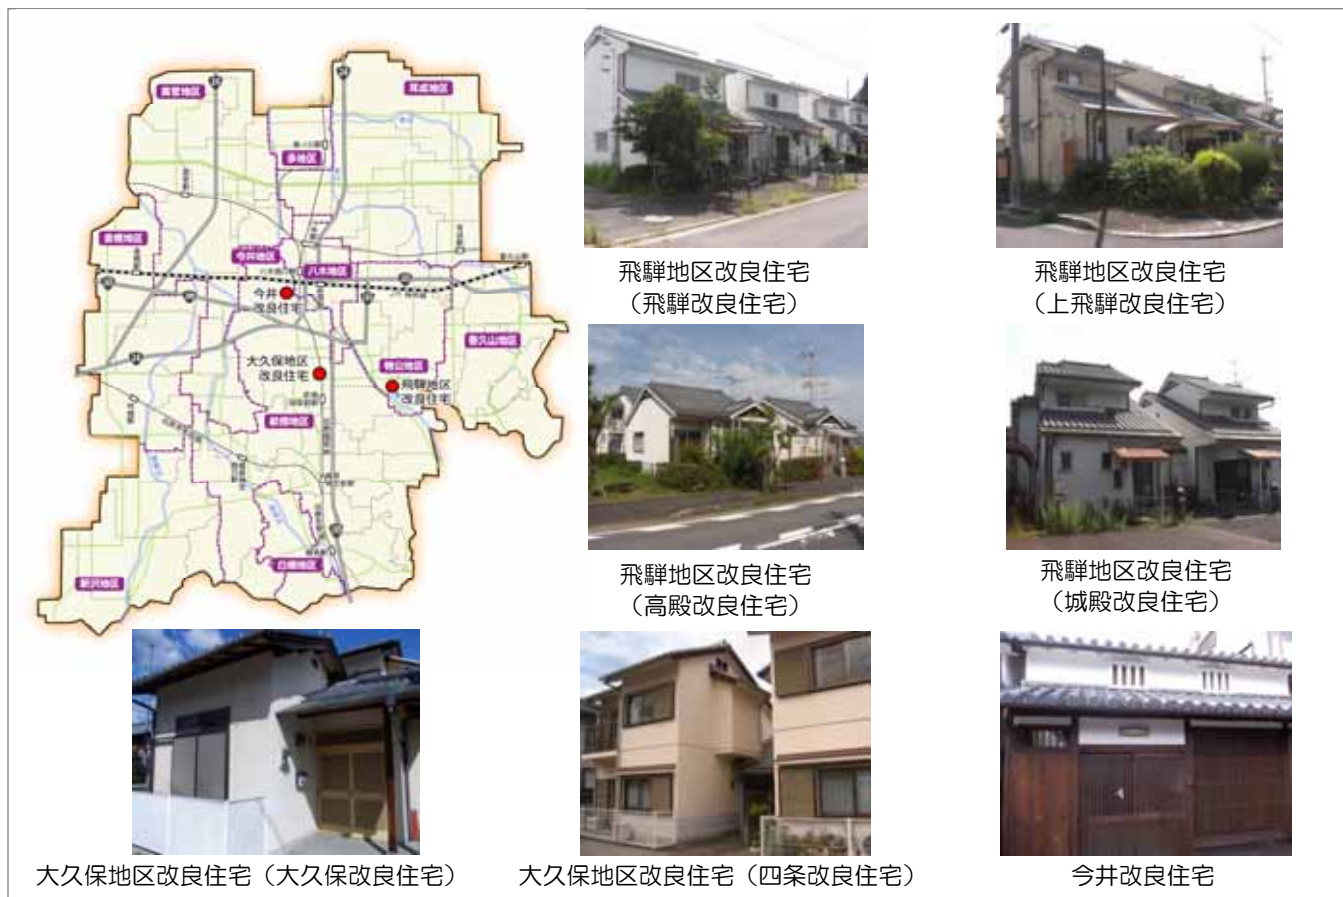 真菅地区
耳成地区
多地区
金橋地区
今井地区
八木地区
今井
改良住宅
香久山地区
大久保地区
改良住宅
鴨公地区
飛騨地区
改良住宅
畝傍地区
白橿地区
新沢地区
飛騨地区改良住宅
（飛騨改良住宅）
飛騨地区改良住宅
（上飛騨改良住宅）
飛騨地区改良住宅
（高殿改良住宅）
飛騨地区改良住宅
（城殿改良住宅）
大久保地区改良住宅（大久保改良住宅）
大久保地区改良住宅（四条改良住宅）
今井改良住宅